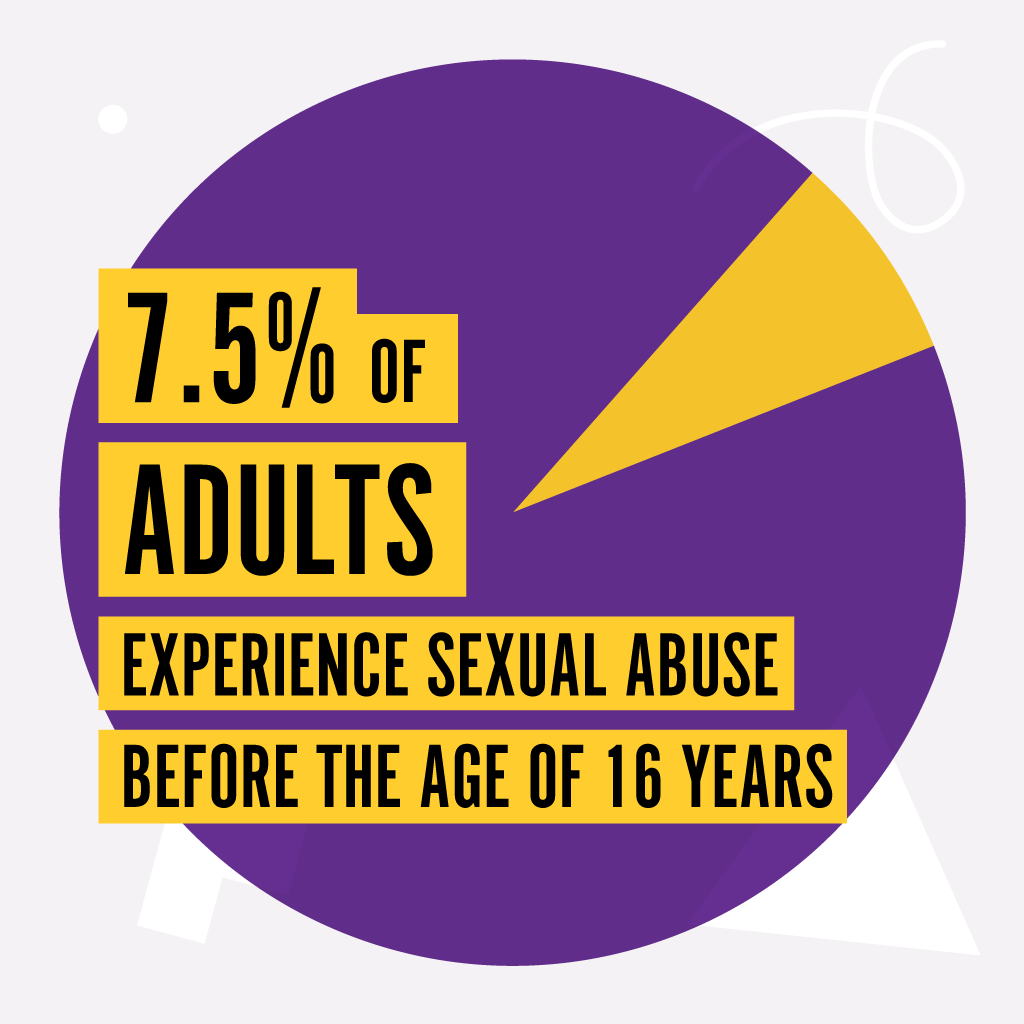 7.5% OF
ADULTS
EXPERIENCE SEXUAL ABUSE
BEFORE THE AGE OF 16 YEARS